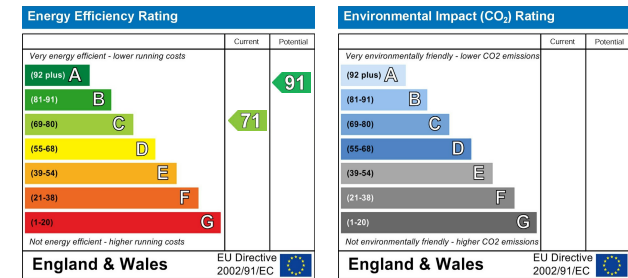 Energy Efficiency Rating
Current Potential
Very energy efficient - lower running costs
(92 plus) A
(81-91) B
(69-80) C
(55-68) D
(39-54) E
(21-38) F
(1-20) G
91
71
Not energy efficient - higher running costs
England & Wales
EU Directive
2002/91/EC
Environmental Impact (CO₂) Rating
Current Potential
Very environmentally friendly - lower CO2 emissions
(92 plus) A
(81-91) B
(69-80) C
(55-68) D
(39-54) E
(21-38) F
(1-20) G
Not environmentally friendly - higher CO2 emissions
England & Wales
EU Directive
2002/91/EC